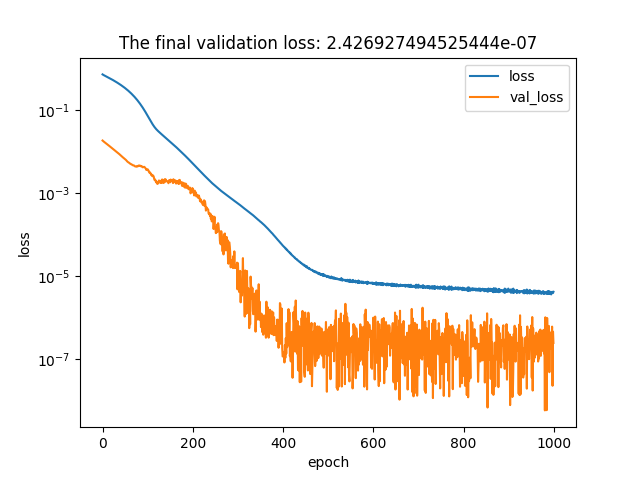 The final validation loss: 2.426927494525444e-07
loss
val_loss
10⁻¹
10⁻³
10⁻⁵
10⁻⁷
loss
0
200
400
600
800
1000
epoch